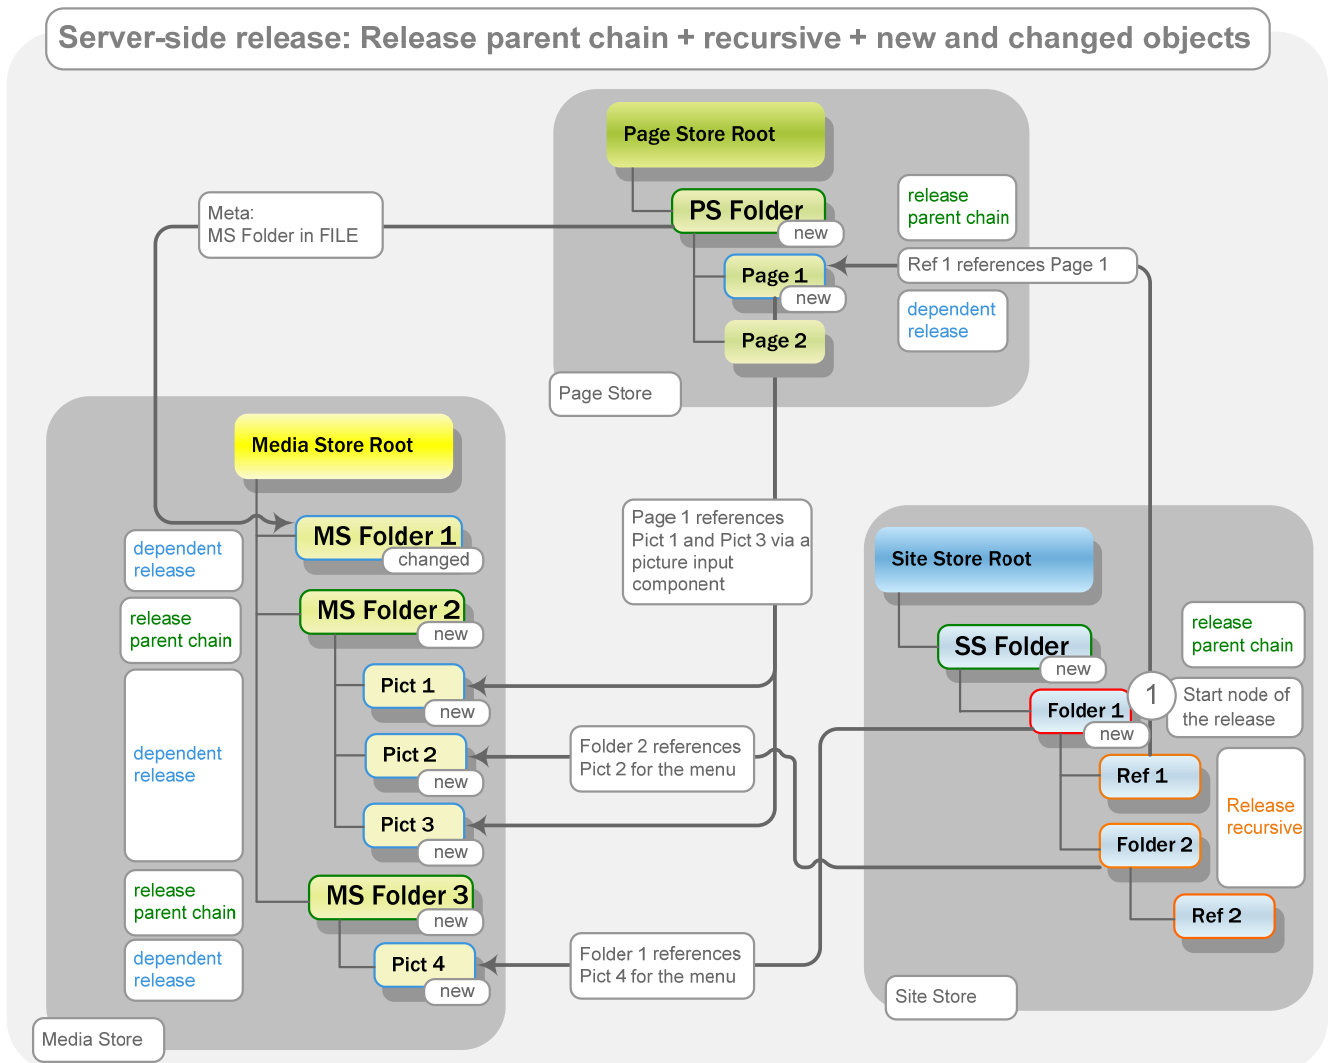 Server-side release: Release parent chain + recursive + new and changed objects
Page Store Root
PS Folder
new
release
parent chain
Meta:
MS Folder in FILE
Ref 1 references Page 1
Page 1
new
dependent
release
Page 2
Page Store
Media Store Root
MS Folder 1
changed
dependent
release
MS Folder 2
new
release
parent chain
Pict 1
new
Pict 2
new
dependent
release
Pict 3
new
MS Folder 3
new
release
parent chain
Pict 4
new
dependent
release
Media Store
Page 1 references
Pict 1 and Pict 3 via a
picture input
component
Folder 2 references
Pict 2 for the menu
Folder 1 references
Pict 4 for the menu
Site Store Root
SS Folder
new
release
parent chain
Folder 1
new
1
Start node of
the release
Ref 1
Folder 2
Release
recursive
Ref 2
Site Store